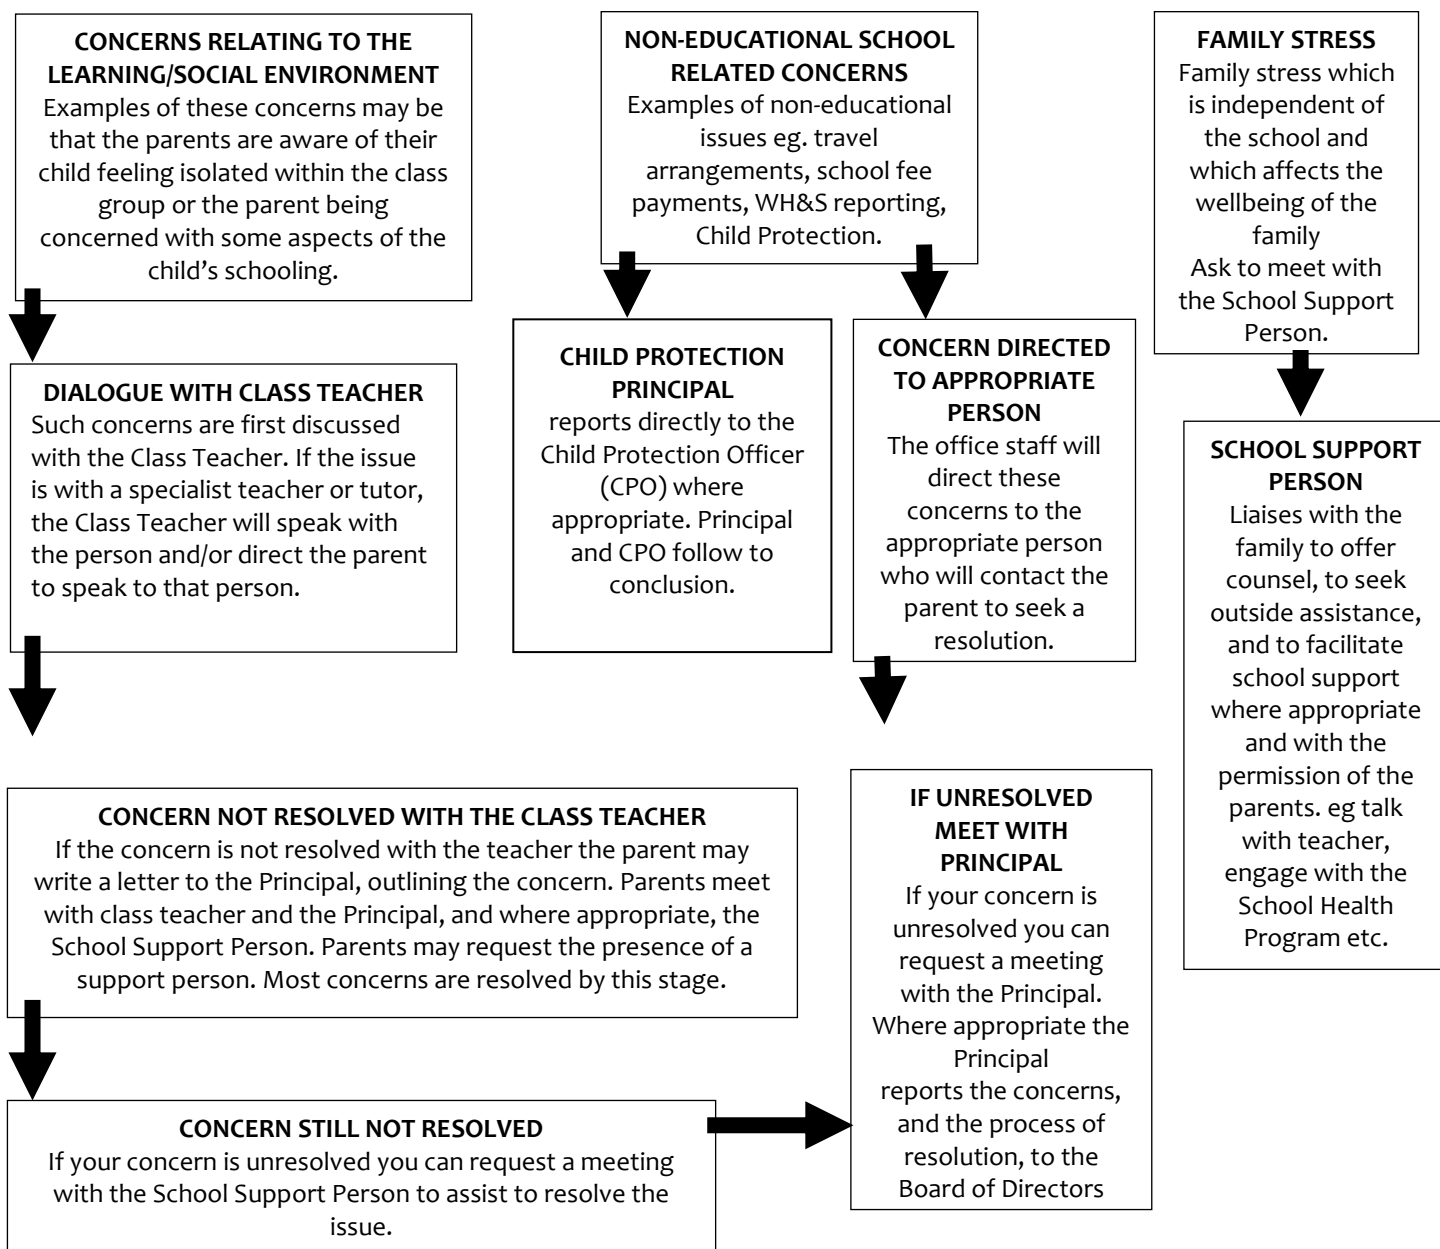 CONCERNS RELATING TO THE
LEARNING/SOCIAL ENVIRONMENT
Examples of these concerns may be
that the parents are aware of their
child feeling isolated within the class
group or the parent being
concerned with some aspects of the
child’s schooling.
NON-EDUCATIONAL SCHOOL
RELATED CONCERNS
Examples of non-educational
issues eg. travel
arrangements, school fee
payments, WH&S reporting,
Child Protection.
FAMILY STRESS
Family stress which
is independent of
the school and
which affects the
wellbeing of the
family
Ask to meet with
the School Support
Person.
DIALOGUE WITH CLASS TEACHER
Such concerns are first discussed
with the Class Teacher. If the issue
is with a specialist teacher or tutor,
the Class Teacher will speak with
the person and/or direct the parent
to speak to that person.
CHILD PROTECTION
PRINCIPAL
reports directly to the
Child Protection Officer
(CPO) where
appropriate. Principal
and CPO follow to
conclusion.
CONCERN DIRECTED
TO APPROPRIATE
PERSON
The office staff will
direct these
concerns to the
appropriate person
who will contact the
parent to seek a
resolution.
SCHOOL SUPPORT
PERSON
Liaises with the
family to offer
counsel, to seek
outside assistance,
and to facilitate
school support
where appropriate
and with the
permission of the
parents. eg talk
with teacher,
engage with the
School Health
Program etc.
CONCERN NOT RESOLVED WITH THE CLASS TEACHER
If the concern is not resolved with the teacher the parent may
write a letter to the Principal, outlining the concern. Parents meet
with class teacher and the Principal, and where appropriate, the
School Support Person. Parents may request the presence of a
support person. Most concerns are resolved by this stage.
IF UNRESOLVED
MEET WITH
PRINCIPAL
If your concern is
unresolved you can
request a meeting
with the Principal.
Where appropriate the
Principal
reports the concerns,
and the process of
resolution, to the
Board of Directors
CONCERN STILL NOT RESOLVED
If your concern is unresolved you can request a meeting
with the School Support Person to assist to resolve the
issue.